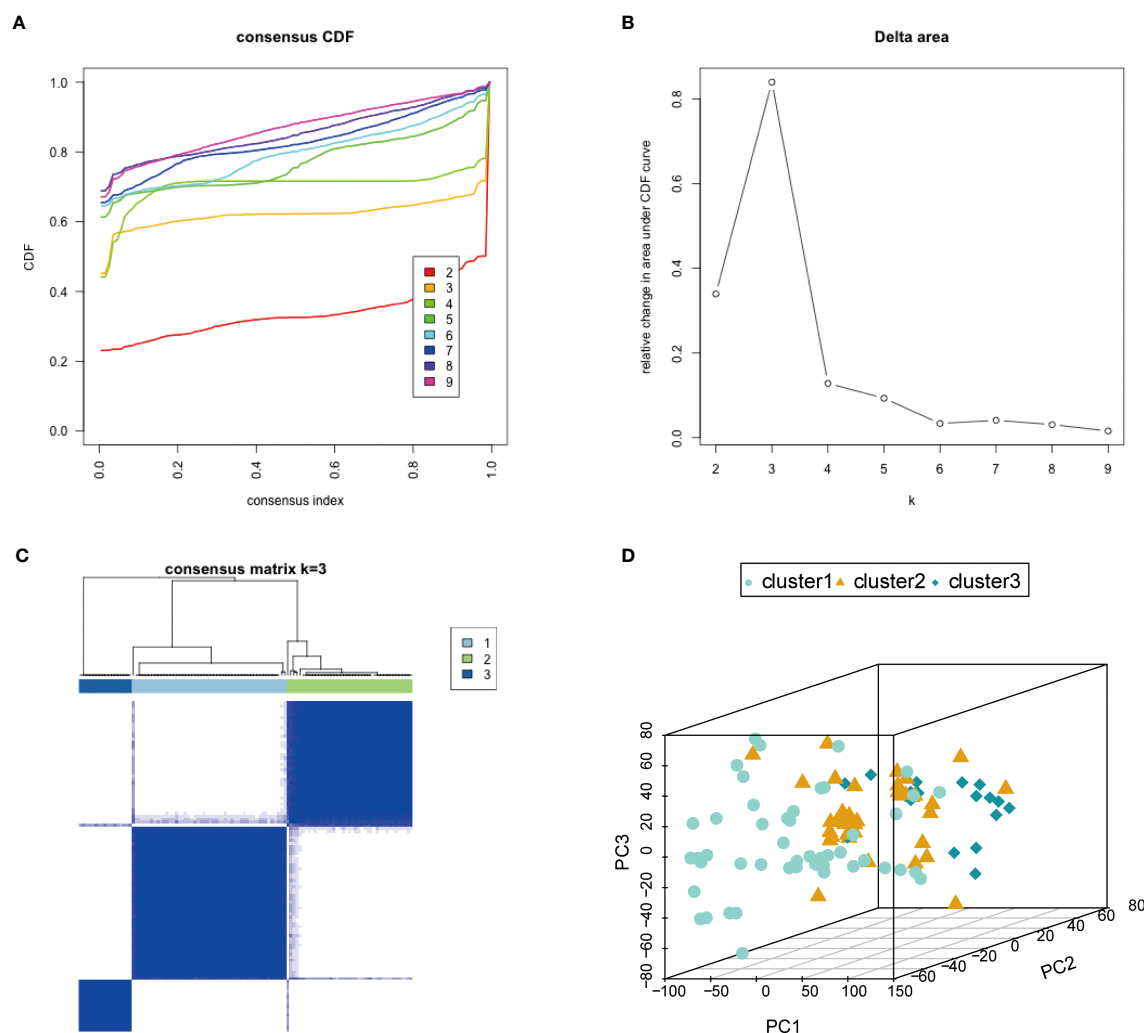 A
consensus CDF
CDF
1.0
0.8
0.6
0.4
0.2
0.0
2
3
4
5
6
7
8
9
0.0 0.2 0.4 0.6 0.8 1.0
consensus index
B
Delta area
relative change in area under CDF curve
0.8
0.6
0.4
0.2
0.0
2 3 4 5 6 7 8 9
k
C
consensus matrix k=3
1
2
3
D
cluster1 cluster2 cluster3
PC3
80
60
40
20
0
−20
−40
−60
−80
−100 −50 0 50 100 150
PC1
−60 −40 −20 0 20 40 60 80
PC2